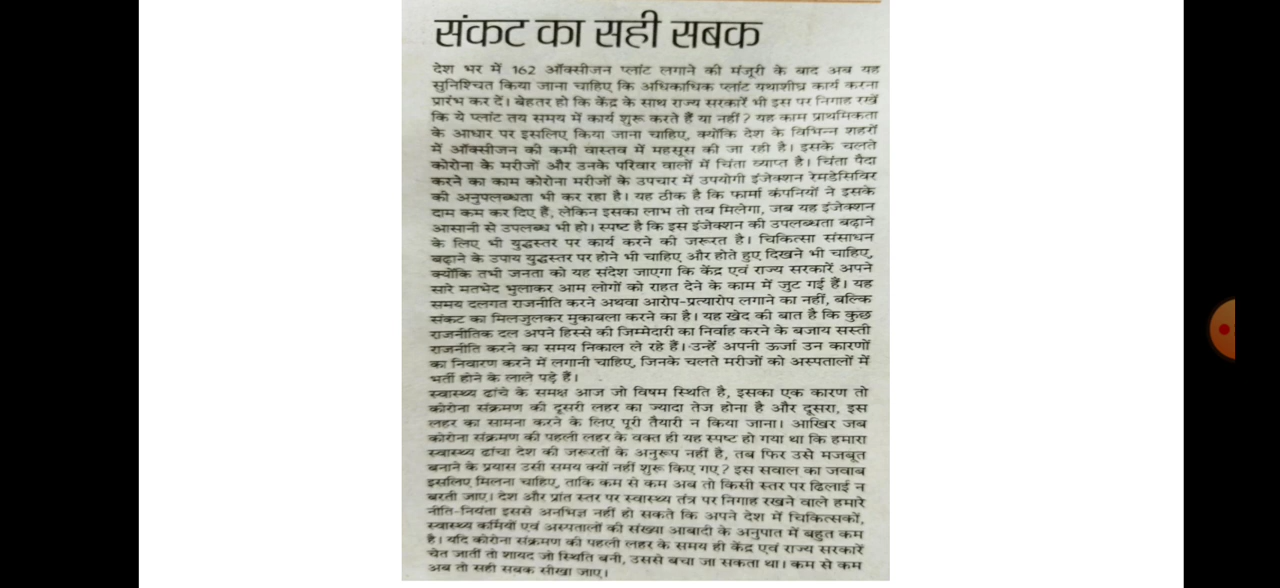 संकट का सही सबक
देश भर में 162 ऑक्सीजन प्लांट लगाने की मंजूरी के बाद अब यह
सुनिश्चित किया जाना चाहिए कि अधिकाधिक प्लांट यथाशीघ्र कार्य करना
प्रारंभ कर दें। बेहतर हो कि केंद्र के साथ राज्य सरकारें भी इस पर निगाह रखें
कि ये प्लांट तय समय में कार्य शुरू करते हैं या नहीं? यह काम प्राथमिकता
के आधार पर इसलिए किया जाना चाहिए, क्योंकि देश के विभिन्न शहरों
में ऑक्सीजन की कमी वास्तव में महसूस की जा रही है। इसके चलते
कोरोना के मरीजों और उनके परिवार वालों में चिंता व्याप्त है। चिंता पैदा
करने का काम कोरोना मरीजों के उपचार में उपयोगी इंजेक्शन रेमडेसिविर
की अनुपलब्धता भी कर रहा है। यह ठीक है कि फार्मा कंपनियों ने इसके
दाम कम कर दिए हैं, लेकिन इसका लाभ तो तब मिलेगा, जब यह इंजेक्शन
आसानी से उपलब्ध भी हो। स्पष्ट है कि इस इंजेक्शन की उपलब्धता बढ़ाने
के लिए भी युद्धस्तर पर कार्य करने की जरूरत है। चिकित्सा संसाधन
बढ़ाने के उपाय युद्धस्तर पर होने भी चाहिए और होते हुए दिखने भी चाहिए,
क्योंकि तभी जनता को यह संदेश जाएगा कि केंद्र एवं राज्य सरकारें अपने
सारे मतभेद भुलाकर आम लोगों को राहत देने के काम में जुट गई हैं। यह
समय दलगत राजनीति करने अथवा आरोप-प्रत्यारोप लगाने का नहीं, बल्कि
संकट का मिलजुलकर मुकाबला करने का है। यह खेद की बात है कि कुछ
राजनीतिक दल अपने हिस्से की जिम्मेदारी का निर्वाह करने के बजाय सस्ती
राजनीति करने का समय निकाल ले रहे हैं। उन्हें अपनी ऊर्जा उन कारणों
का निवारण करने में लगानी चाहिए, जिनके चलते मरीजों को अस्पतालों में
भर्ती होने के लाले पड़े हैं।
स्वास्थ्य ढांचे के समक्ष आज जो विषम स्थिति है, इसका एक कारण तो
कोरोना संक्रमण की दूसरी लहर का ज्यादा तेज होना है और दूसरा, इस
लहर का सामना करने के लिए पूरी तैयारी न किया जाना। आखिर जब
कोरोना संक्रमण की पहली लहर के वक्त ही यह स्पष्ट हो गया था कि हमारा
स्वास्थ्य ढांचा देश की जरूरतों के अनुरूप नहीं है, तब फिर उसे मजबूत
बनाने के प्रयास उसी समय क्यों नहीं शुरू किए गए? इस सवाल का जवाब
इसलिए मिलना चाहिए, ताकि कम से कम अब तो किसी स्तर पर ढिलाई न
बरती जाए। देश और प्रांत स्तर पर स्वास्थ्य तंत्र पर निगाह रखने वाले हमारे
नीति-नियंता इससे अनभिज्ञ नहीं हो सकते कि अपने देश में चिकित्सकों,
स्वास्थ्य कर्मियों एवं अस्पतालों की संख्या आबादी के अनुपात में बहुत कम
है। यदि कोरोना संक्रमण की पहली लहर के समय ही केंद्र एवं राज्य सरकारें
चेत जातीं तो शायद जो स्थिति बनी, उससे बचा जा सकता था। कम से कम
अब तो सही सबक सीखा जाए।